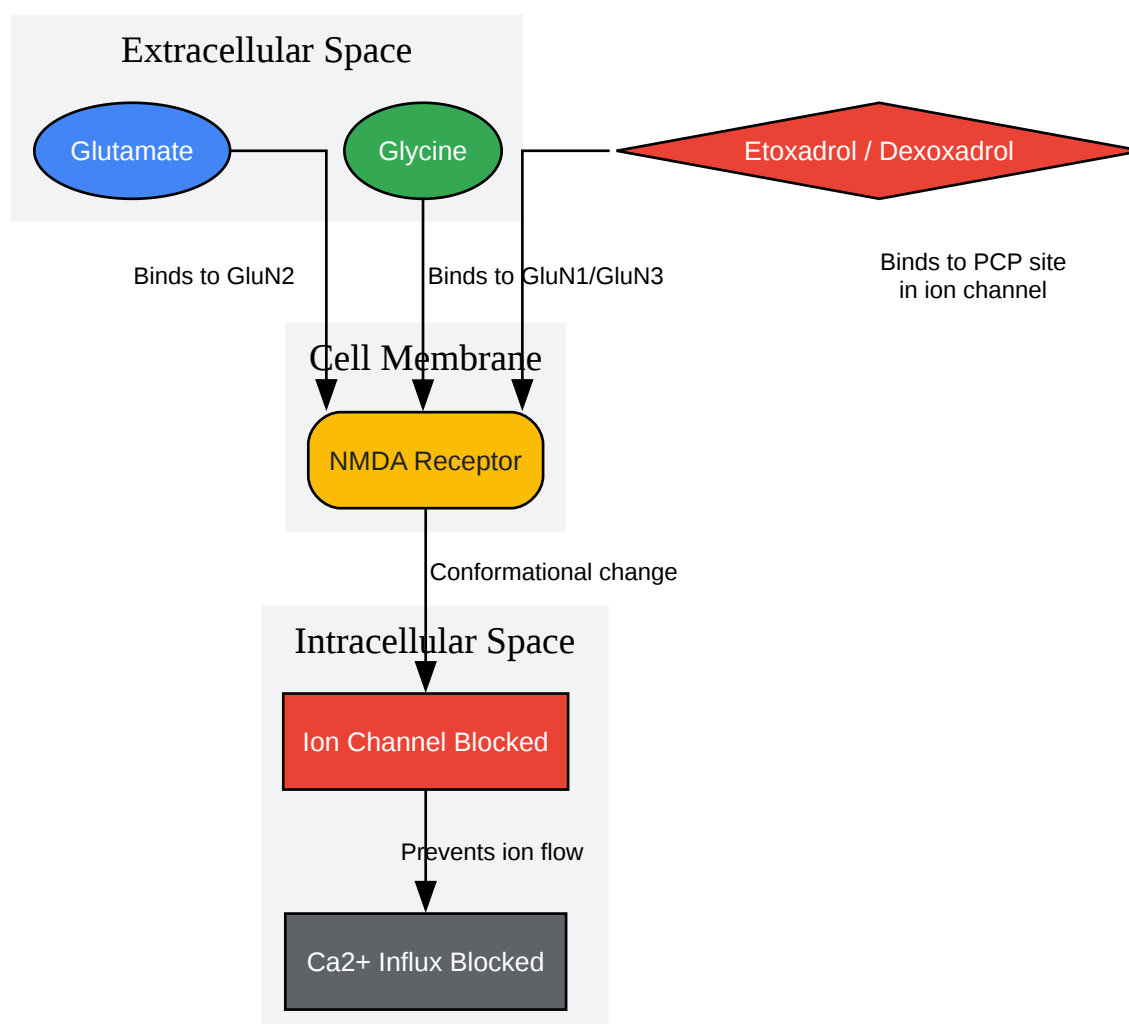 Extracellular Space
Glutamate
Glycine
Etoxadrol / Dexoxadrol
Binds to GluN2
Binds to GluN1/GluN3
Binds to PCP site
in ion channel
Cell Membrane
NMDA Receptor
Conformational change
Intracellular Space
Ion Channel Blocked
Prevents ion flow
Ca2+ Influx Blocked